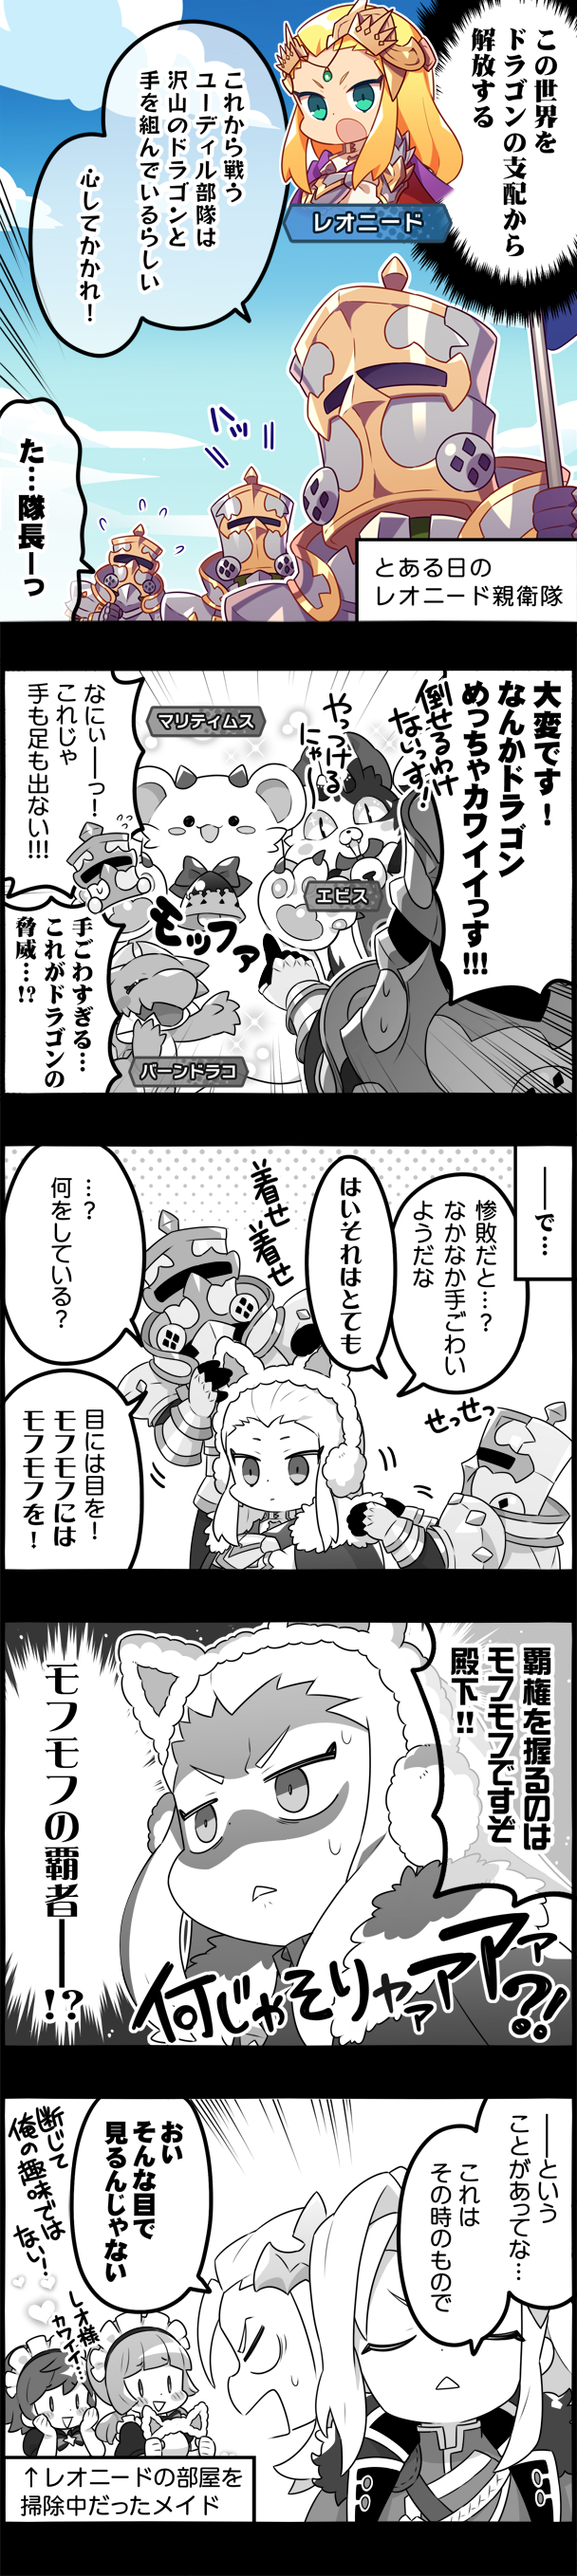 この世界を
ドラゴンの支配から
解放する
レオニード
これから戦う
ユーディル部隊は
沢山のドラゴンと
手を組んでいるらしい
心してかかれ！
ハッ
た…隊長ーっ
とある日の
レオニード親衛隊
大変です！
なんかドラゴン
めっちゃカワイイっす!!!
倒せるわけ
ないっす！
やっつける
にゃ
マリティムス
エビス
モッファ
バーンドラコ
なにぃ――っ！
これじゃ
手も足も出ない!!!
手ごわすぎる…
これがドラゴンの
脅威…!?
――で…
惨敗だと…？
なかなか手ごわい
ようだな
はいそれはとても
着せ
着せ
せっせっ
…？
何をしている？
目には目を！
モフモフには
モフモフを！
覇権を握るのは
モフモフですぞ
殿下!!
モフモフの覇者――!?
何じゃそりゃァァアアアァ?!
――という
ことがあってな…
これは
その時のもので
おい
そんな目で
見るんじゃない
断じて
俺の趣味では
ない！
レオ様
カワイイ…
↑レオニードの部屋を
掃除中だったメイド